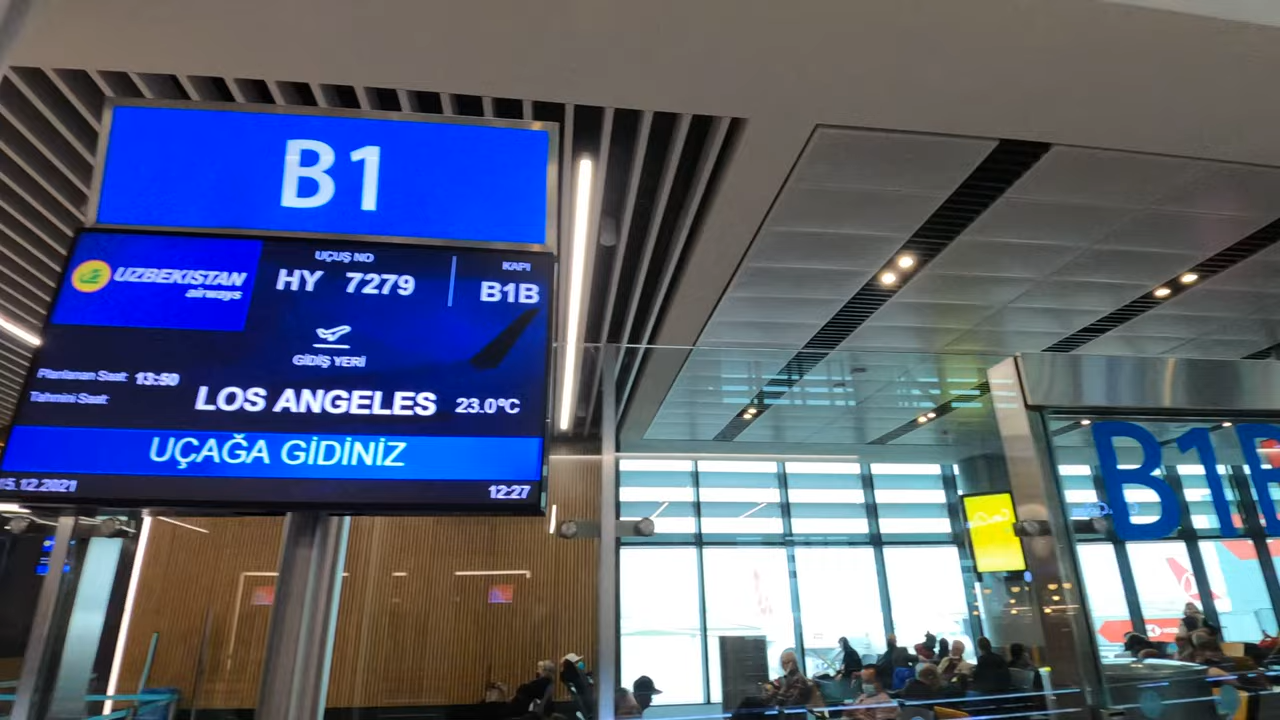 B1
UZBEKISTAN
airways
UÇUŞ NO
HY 7279
KAPI
B1B
GİDİŞ YERİ
Planlanan Saat: 13:50
Tahmini Saat:
LOS ANGELES 23.0°C
UÇAĞA GİDİNİZ
15.12.2021
12:27
B1B